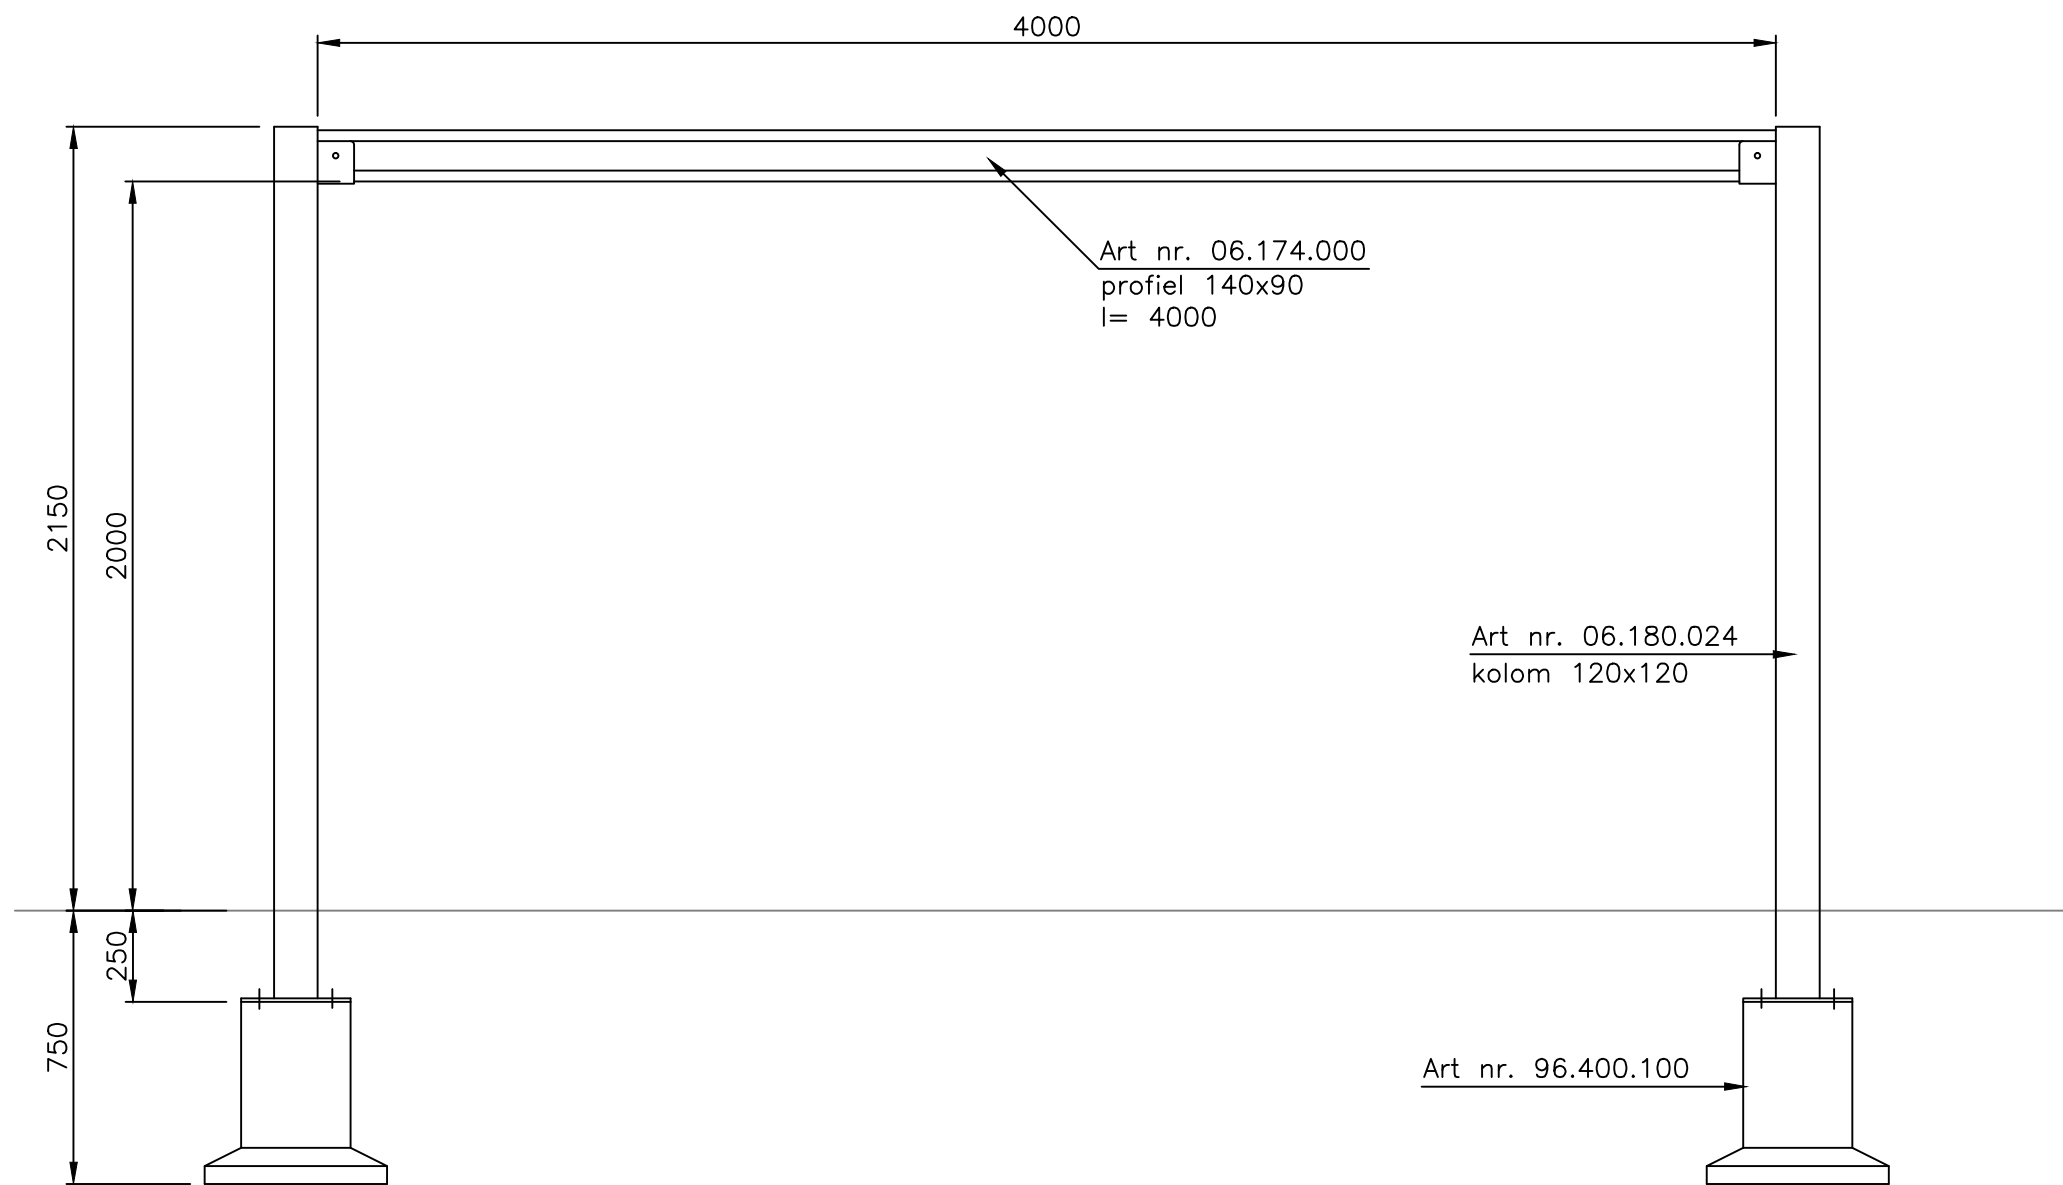 4000
Art nr. 06.174.000
profiel 140x90
l= 4000
2150
2000
Art nr. 06.180.024
kolom 120x120
250
750
Art nr. 96.400.100